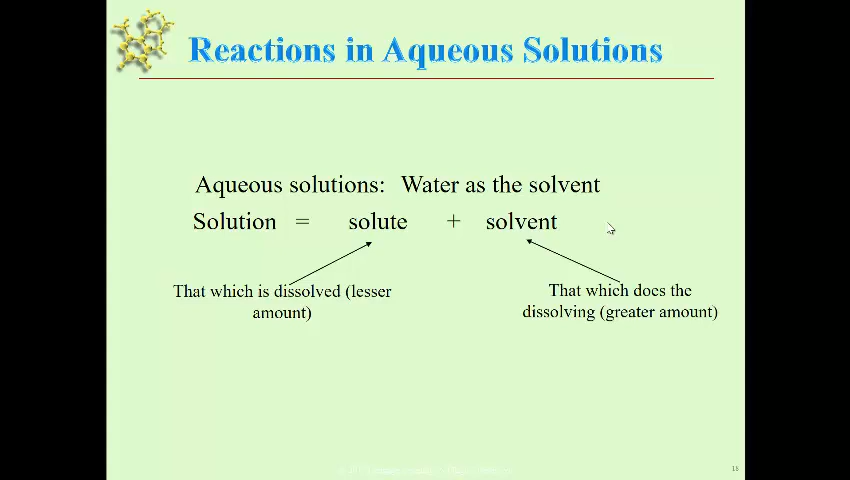 Reactions in Aqueous Solutions
Aqueous solutions: Water as the solvent
Solution = solute + solvent
That which is dissolved (lesser
amount)
That which does the
dissolving (greater amount)
18